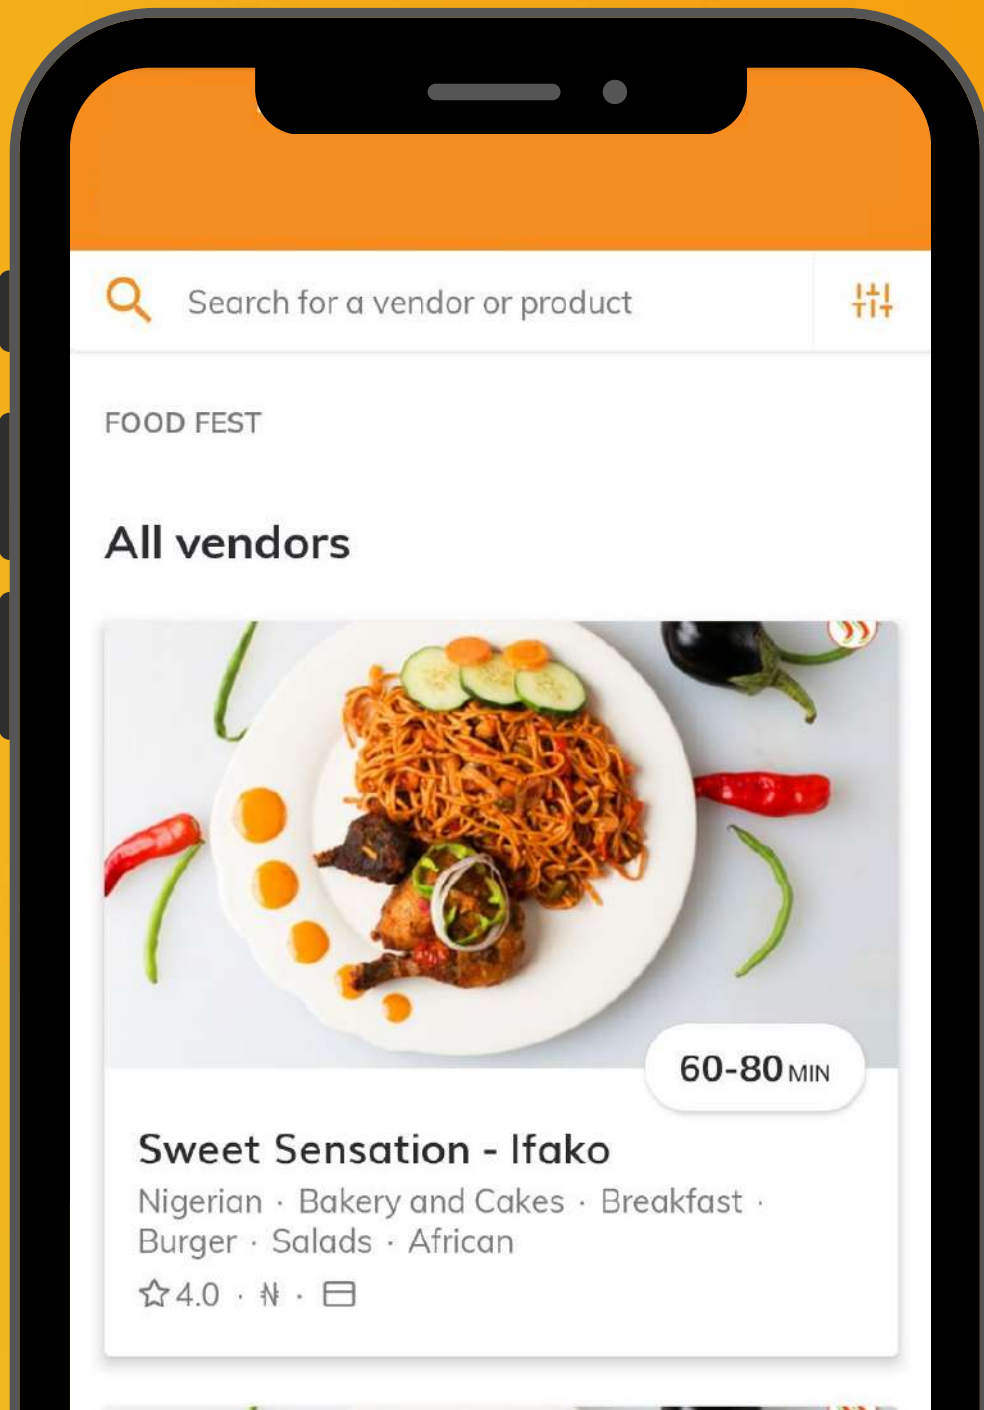 Search for a vendor or product
FOOD FEST
All vendors
60-80 MIN
Sweet Sensation - Ifako
Nigerian · Bakery and Cakes · Breakfast ·
Burger · Salads · African
4.0 · ₦ ·